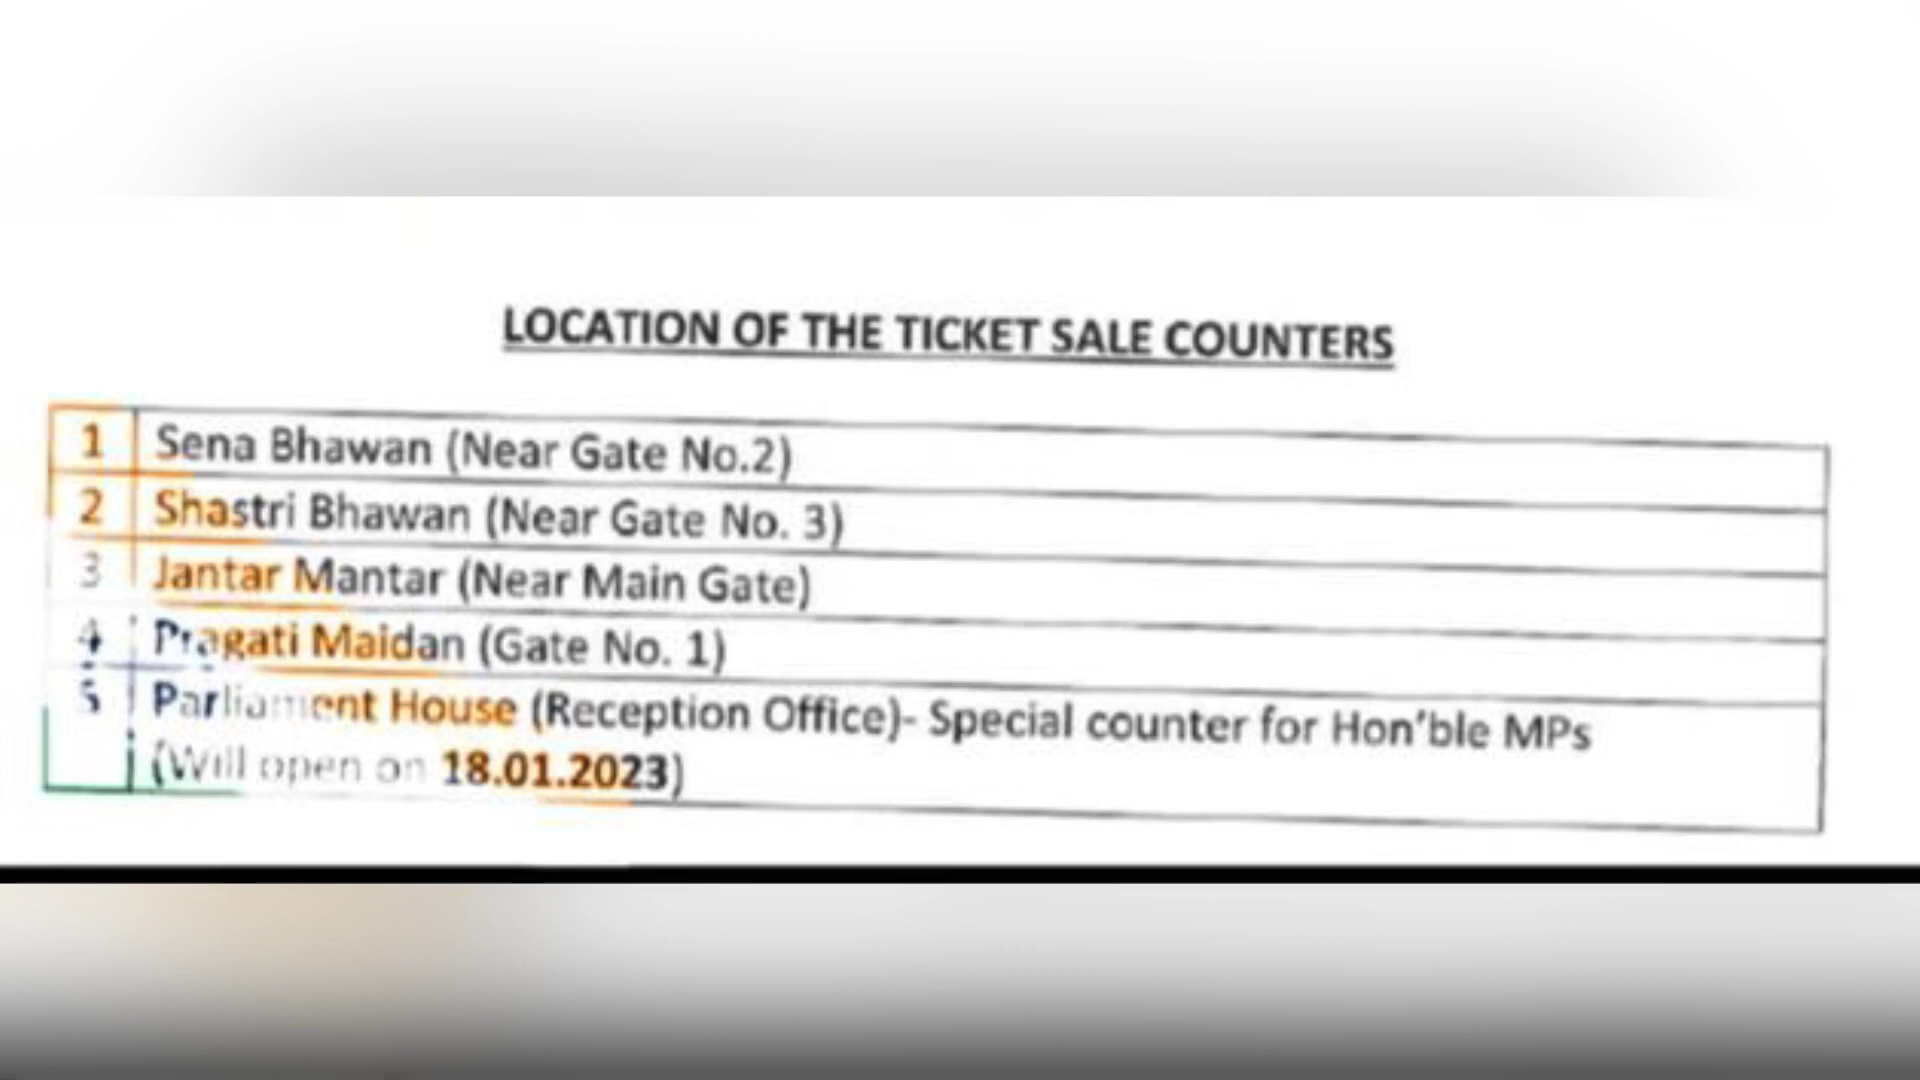 LOCATION OF THE TICKET SALE COUNTERS
1 Sena Bhawan (Near Gate No.2)
2 Shastri Bhawan (Near Gate No. 3)
3 Jantar Mantar (Near Main Gate)
4 Pragati Maidan (Gate No. 1)
5 Parliament House (Reception Office)- Special counter for Hon'ble MPs
(Will open on 18.01.2023)